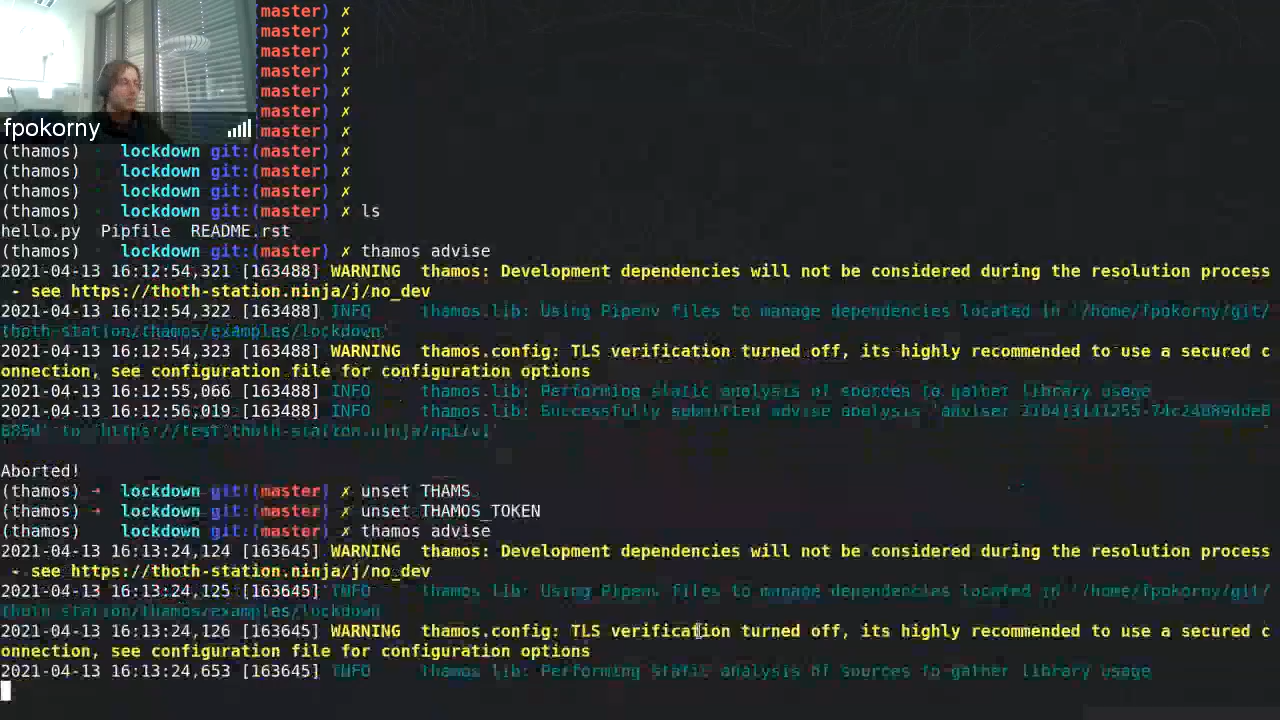 master) ✗
master) ✗
master) ✗
master) ✗
master) ✗
master) ✗
fpokorny
master) ✗
(thamos) lockdown git:(master) ✗
(thamos) lockdown git:(master) ✗
(thamos) lockdown git:(master) ✗
(thamos) lockdown git:(master) ✗ ls
hello.py Pipfile README.rst
(thamos) lockdown git:(master) ✗ thamos advise
2021-04-13 16:12:54,321 [163488] WARNING thamos: Development dependencies will not be considered during the resolution process
- see https://thoth-station.ninja/j/no_dev
2021-04-13 16:12:54,322 [163488] INFO thamos.lib: Using Pipenv files to manage dependencies located in '/home/fpokorny/git/
thoth-station/thamos/examples/lockdown'
2021-04-13 16:12:54,323 [163488] WARNING thamos.config: TLS verification turned off, its highly recommended to use a secured c
onnection, see configuration file for configuration options
2021-04-13 16:12:55,066 [163488] INFO thamos.lib: Performing static analysis of sources to gather library usage
2021-04-13 16:12:56,019 [163488] INFO thamos.lib: Successfully submitted advise analysis
to 'https://test.thoth-station.ninja/api/v1'
Aborted!
(thamos) → lockdown git:(master) ✗ unset THAMS
(thamos) → lockdown git:(master) ✗ unset THAMOS_TOKEN
(thamos) lockdown git:(master) ✗ thamos advise
2021-04-13 16:13:24,124 [163645] WARNING thamos: Development dependencies will not be considered during the resolution process
- see https://thoth-station.ninja/j/no_dev
2021-04-13 16:13:24,125 [163645] INFO thamos.lib: Using Pipenv files to manage dependencies located in '/home/fpokorny/git/
thoth-station/thamos/examples/lockdown'
2021-04-13 16:13:24,126 [163645] WARNING thamos.config: TLS verification turned off, its highly recommended to use a secured c
onnection, see configuration file for configuration options
2021-04-13 16:13:24,653 [163645] INFO thamos.lib: Performing static analysis of sources to gather library usage